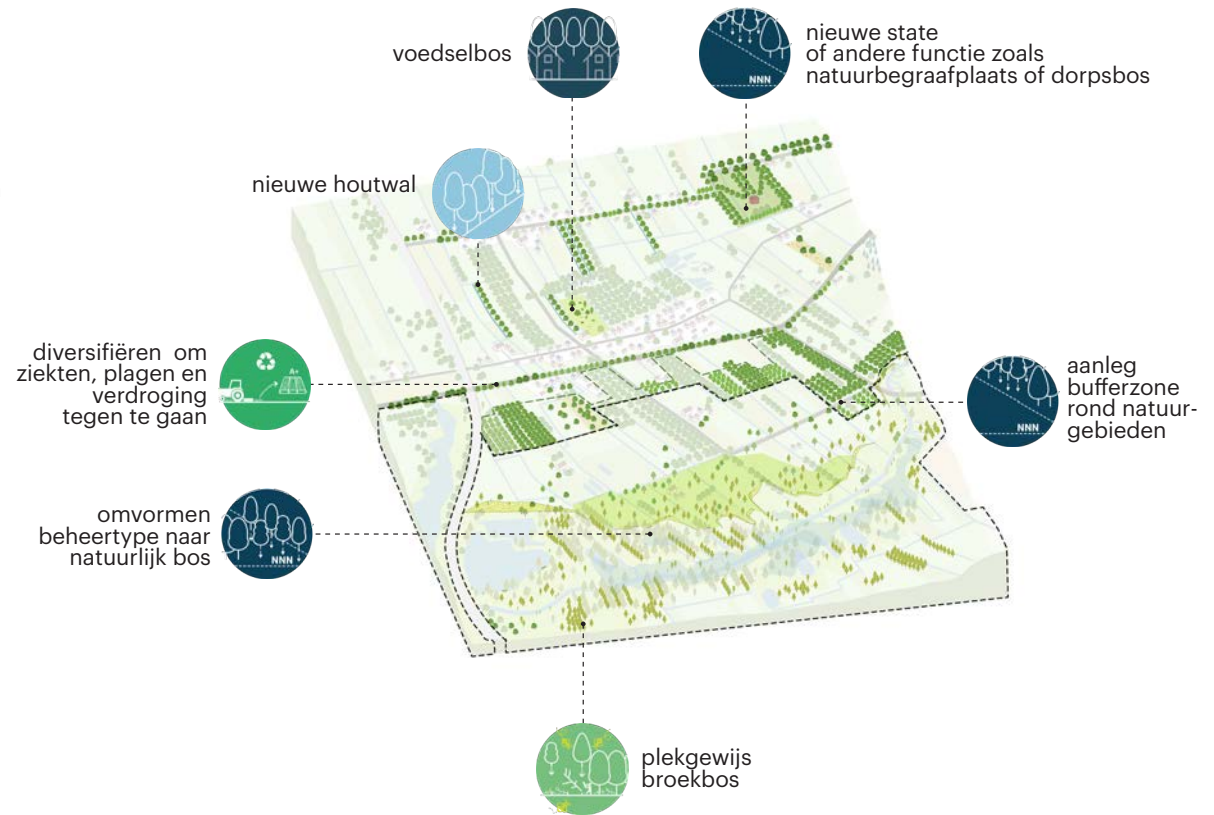 voedselbos
nieuwe state
of andere functie zoals
natuurbegraafplaats of dorpsbos
NNN
nieuwe houtwal
diversifiëren om
ziekten, plagen en
verdroging
tegen te gaan
A+
aanleg
bufferzone
rond natuur-
gebieden
NNN
omvormen
beheertype naar
natuurlijk bos
NNN
plekgewijs
broekbos